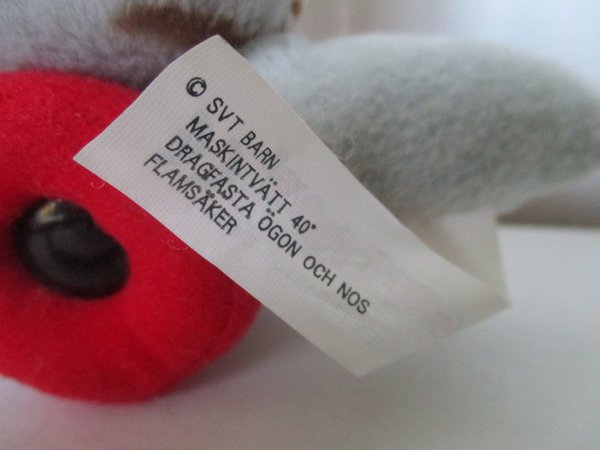 © SVT BARN
MASKINTVÄTT 40°
DRAGFASTA ÖGON OCH NOS
FLAMSÄKER